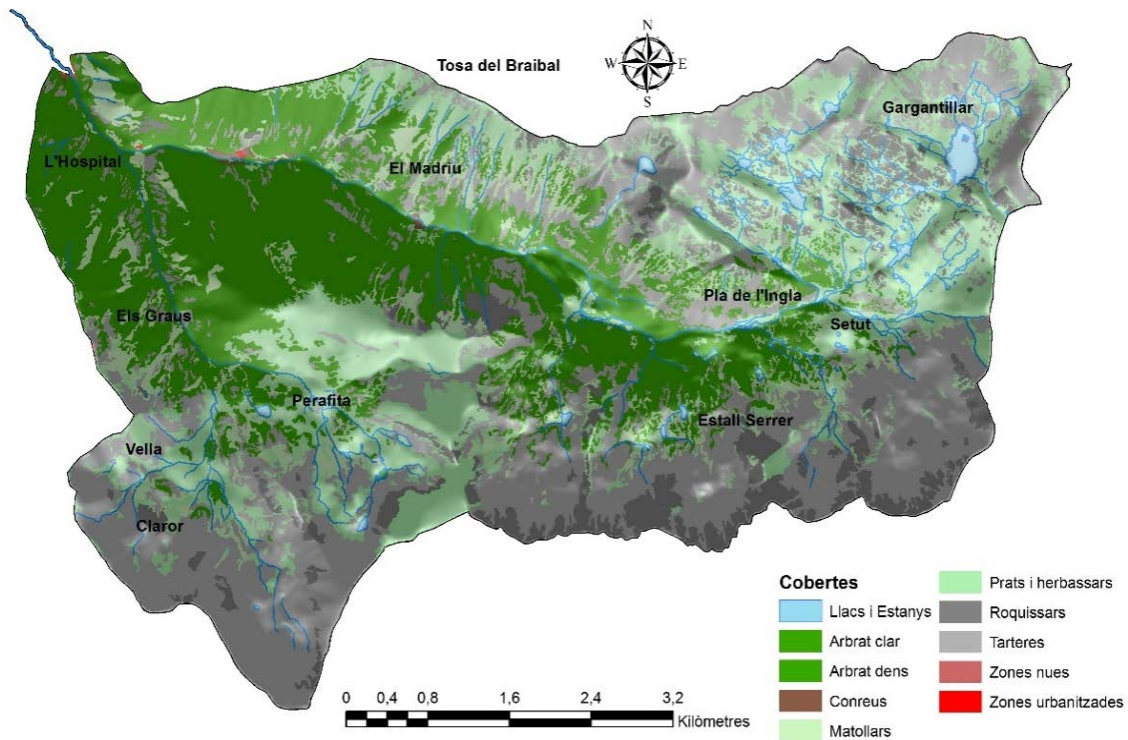 N
W E
S
Tosa del Braibal
Gargantillar
L'Hospital
El Madriu
Pla de l'Ingla
Setut
Els Graus
Perafita
Estall Serrer
Vella
Claror
Cobertes
Llacs i Estanys
Arbrat clar
Arbrat dens
Conreus
Matollars
Prats i herbassars
Roquissars
Tarteres
Zones nues
Zones urbanitzades
0 0,4 0,8 1,6 2,4 3,2
Kilòmetres